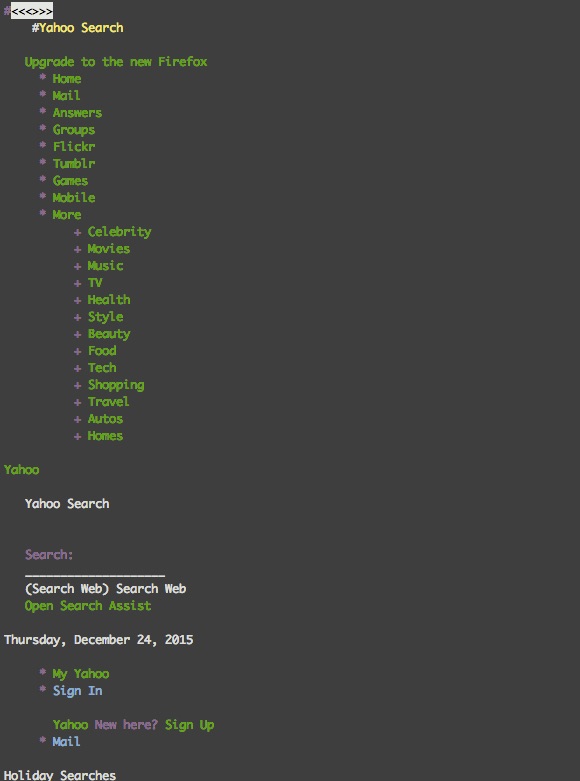 #<<<>>>
#Yahoo Search
Upgrade to the new Firefox
* Home
* Mail
* Answers
* Groups
* Flickr
* Tumblr
* Games
* Mobile
* More
+ Celebrity
+ Movies
+ Music
+ TV
+ Health
+ Style
+ Beauty
+ Food
+ Tech
+ Shopping
+ Travel
+ Autos
+ Homes
Yahoo
Yahoo Search
Search:
____________________
(Search Web) Search Web
Open Search Assist
Thursday, December 24, 2015
* My Yahoo
* Sign In
Yahoo New here? Sign Up
* Mail
Holiday Searches